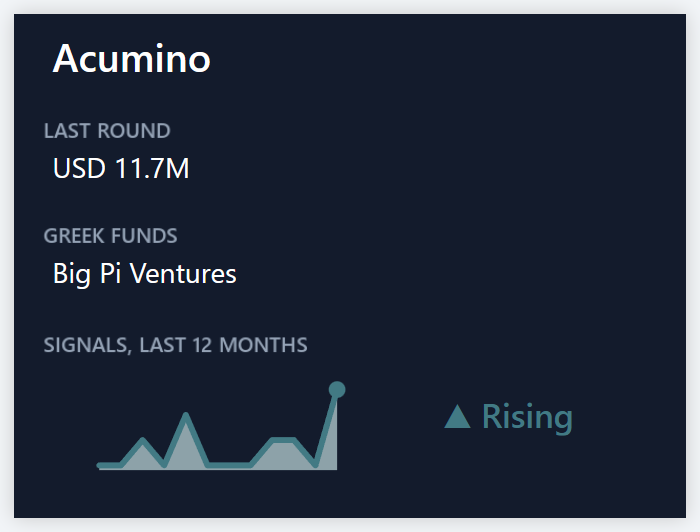 Acumino
LAST ROUND
USD 11.7M
GREEK FUNDS
Big Pi Ventures
SIGNALS, LAST 12 MONTHS
▲ Rising